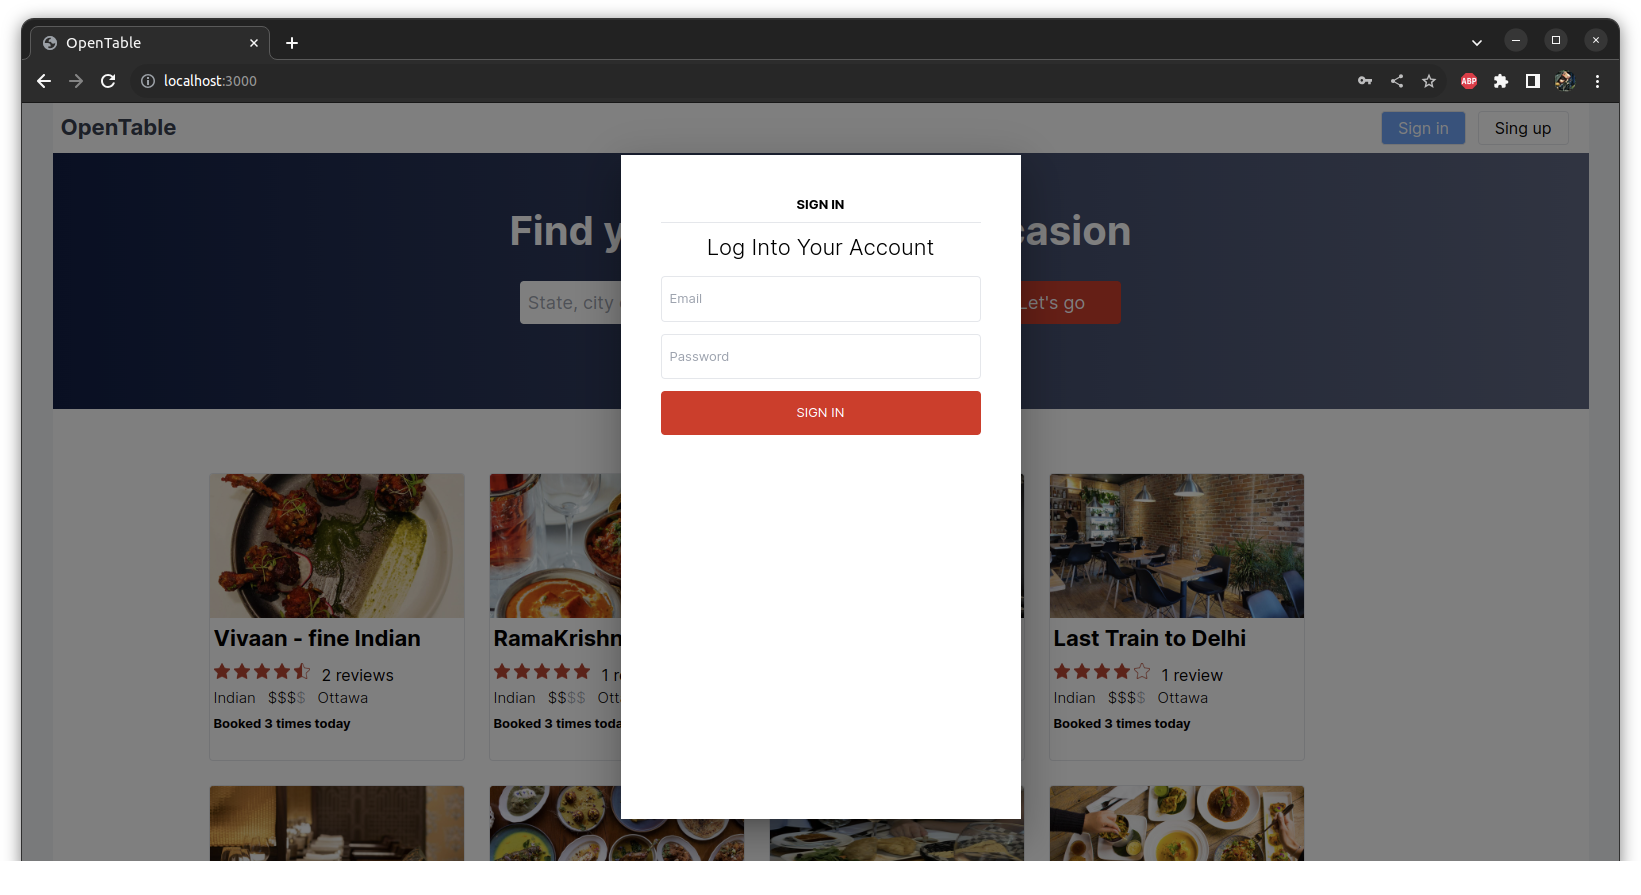 OpenTable
localhost:3000
ABP
OpenTable
Sign in
Sing up
Find y
casion
State, city
Let's go
SIGN IN
Log Into Your Account
Email
Password
SIGN IN
Vivaan - fine Indian
2 reviews
Indian $$$$ Ottawa
Booked 3 times today
RamaKrishn
1 r
Indian $$$$ Ott
Booked 3 times toda
Last Train to Delhi
1 review
Indian $$$$ Ottawa
Booked 3 times today